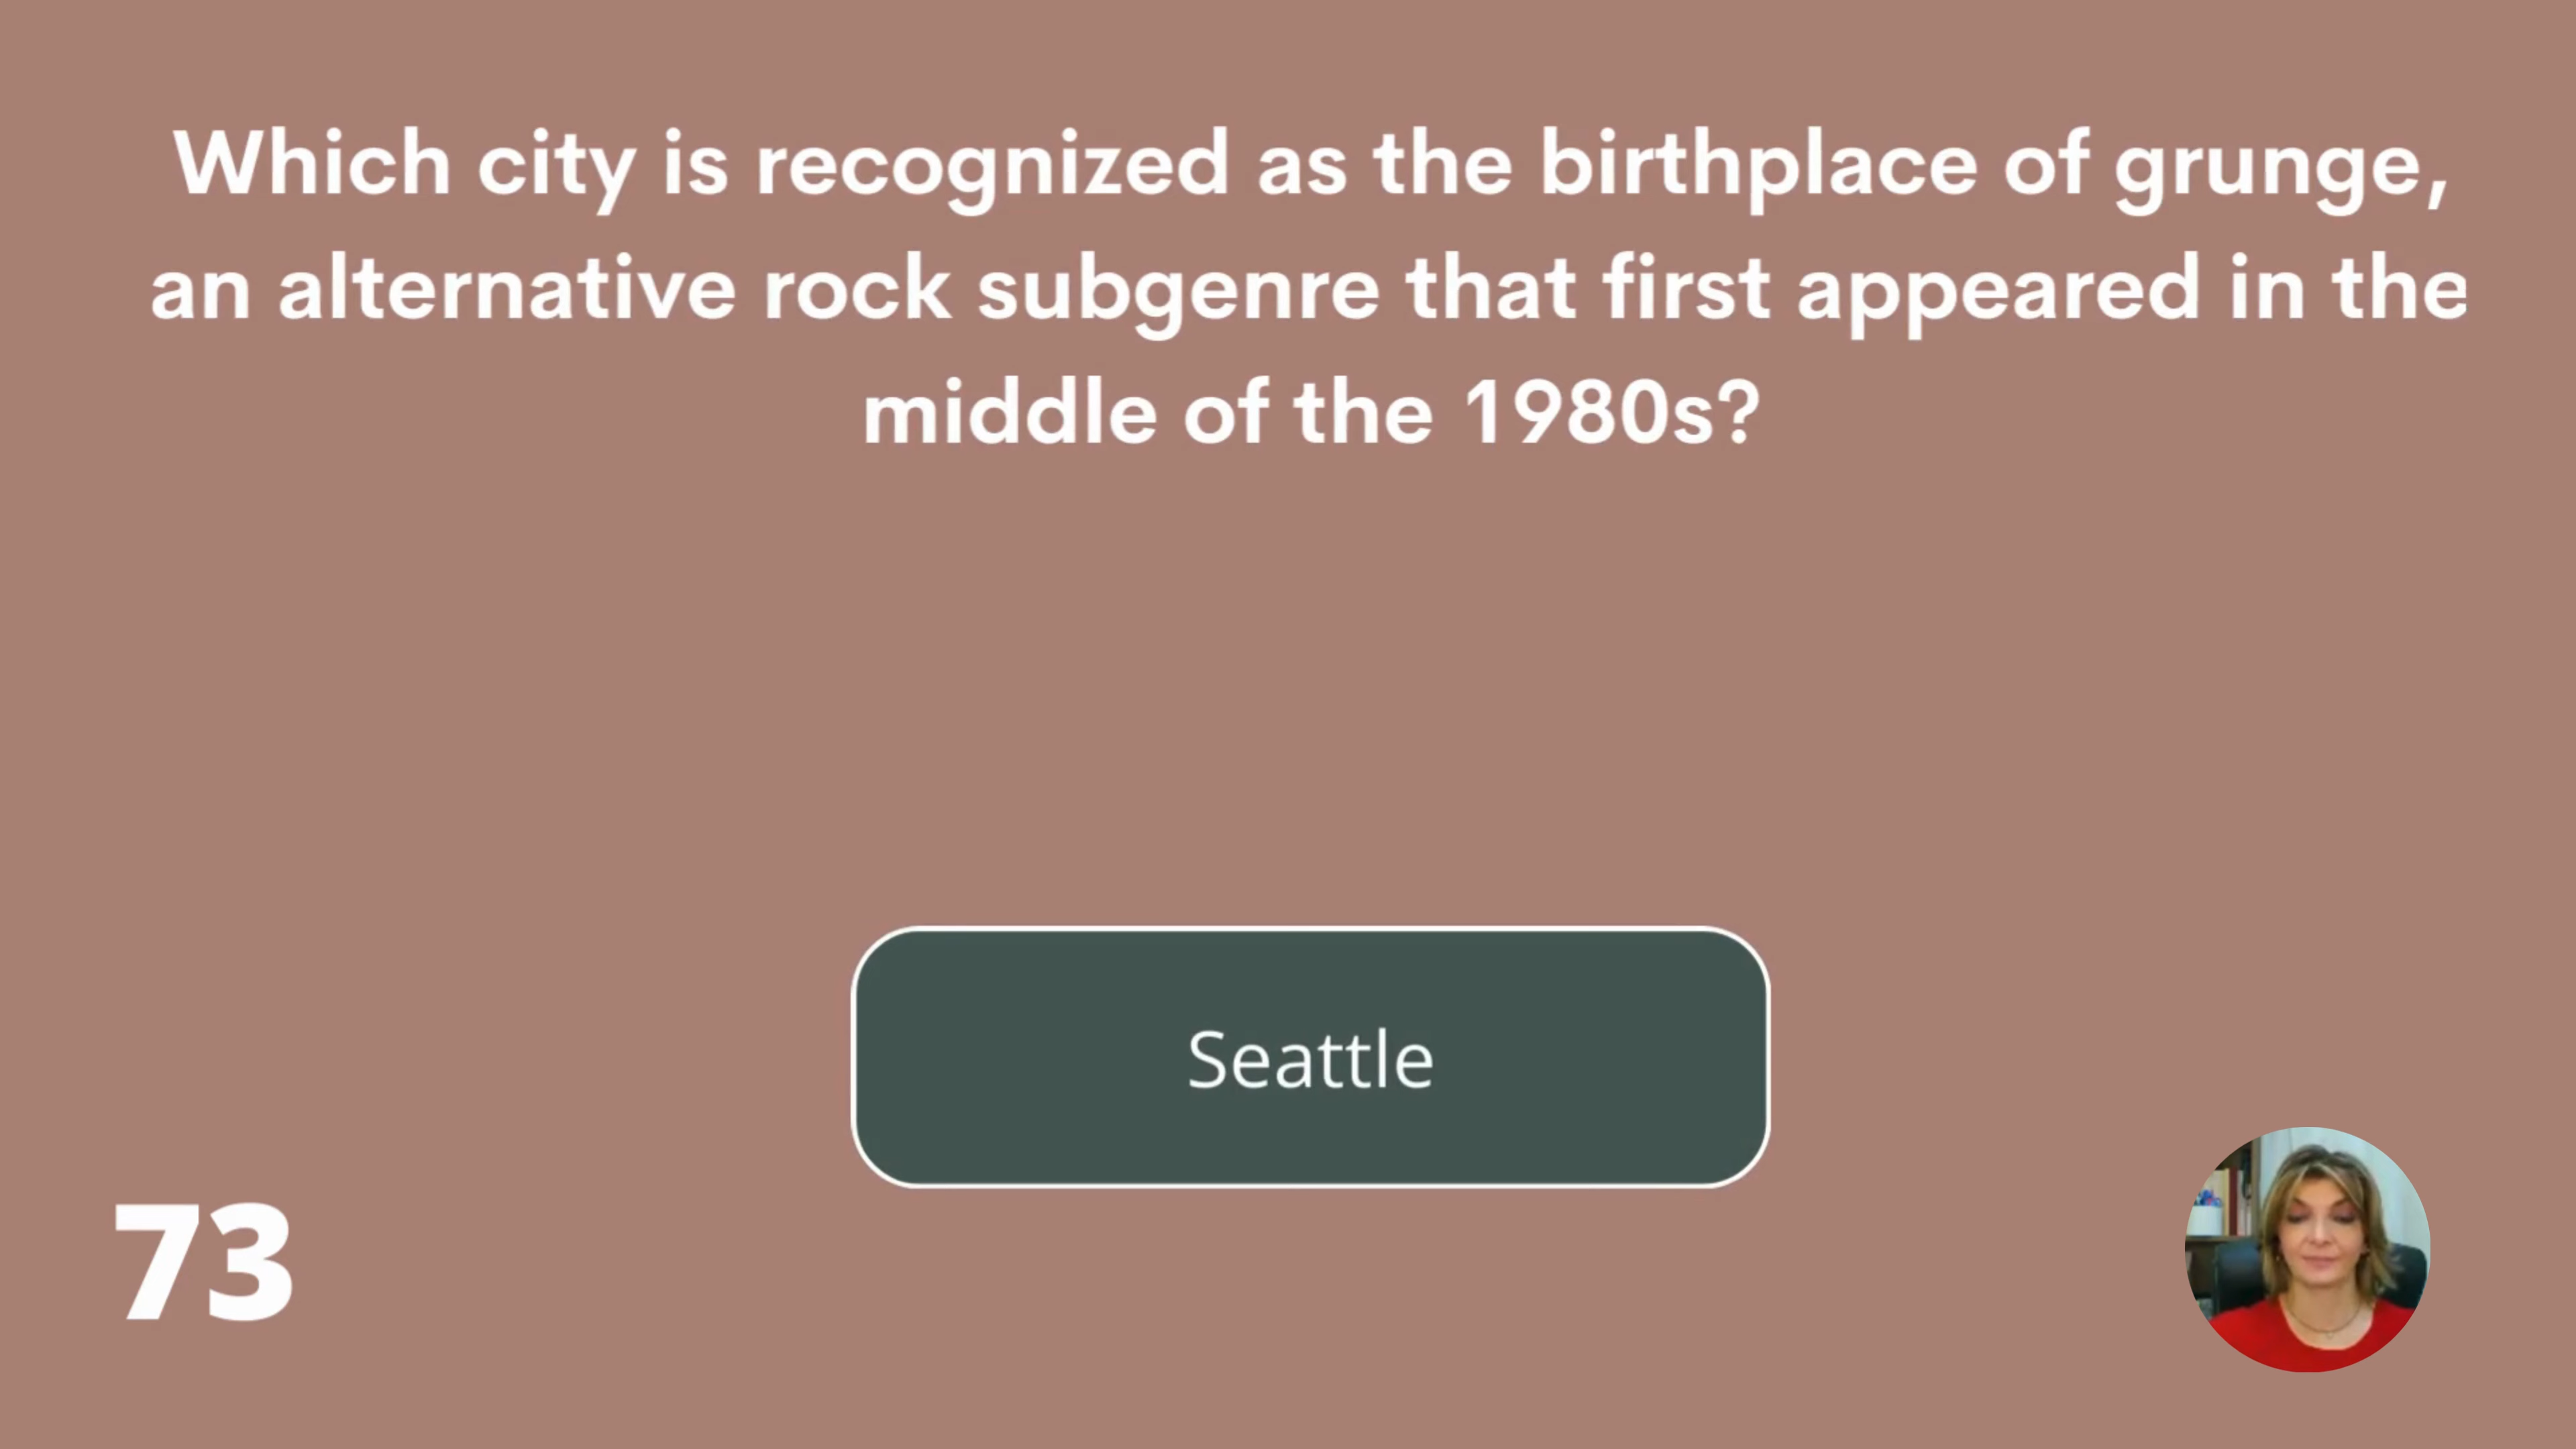 Which city is recognized as the birthplace of grunge,
an alternative rock subgenre that first appeared in the
middle of the 1980s?
Seattle
73